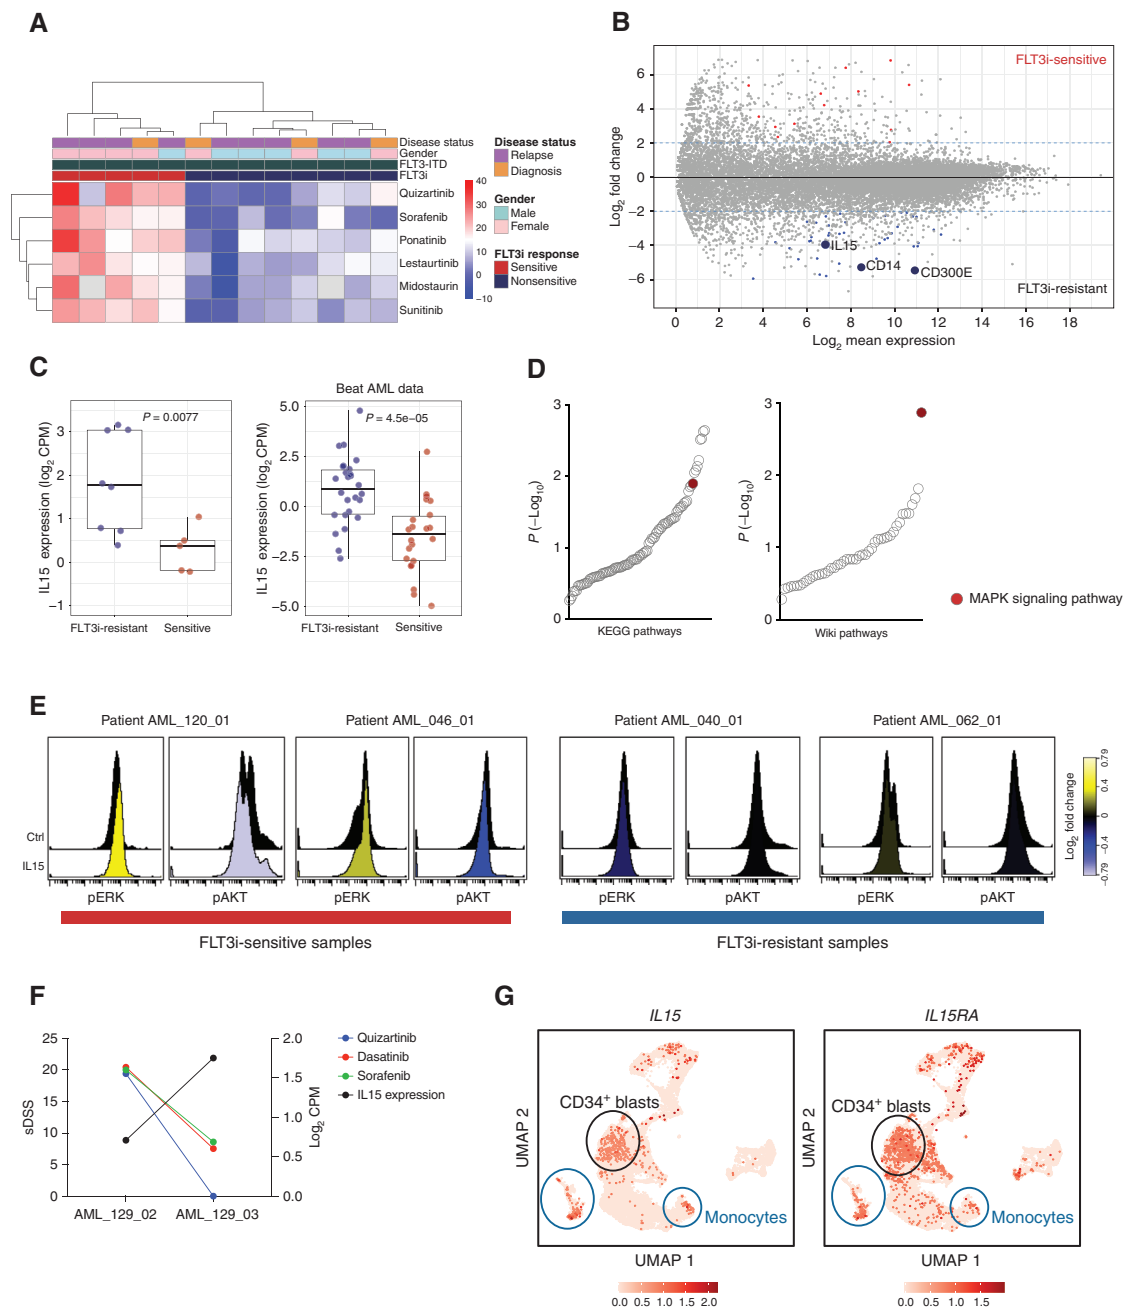 A
Disease status
Gender
FLT3-ITD
FLT3i
Quizartinib
Sorafenib
Ponatinib
Lestaurtinib
Midostaurin
Sunitinib
40
30
20
10
0
−10
Disease status
Relapse
Diagnosis
Gender
Male
Female
FLT3i response
Sensitive
Nonsensitive
B
FLT3i-sensitive
FLT3i-resistant
IL15
CD14
CD300E
Log2 fold change
6
4
2
0
−2
−4
−6
0 2 4 6 8 10 12 14 16 18
Log2 mean expression
C
P = 0.0077
IL15 expression (log2 CPM)
3
2
1
0
−1
FLT3i-resistant Sensitive
Beat AML data
P = 4.5e−05
IL15 expression (log2 CPM)
5.0
2.5
0.0
−2.5
−5.0
FLT3i-resistant Sensitive
D
P (−Log10)
3
2
1
0
KEGG pathways
P (−Log10)
3
2
1
0
Wiki pathways
MAPK signaling pathway
E
Patient AML_120_01
Patient AML_046_01
Patient AML_040_01
Patient AML_062_01
Ctrl
IL15
pERK
pAKT
pERK
pAKT
pERK
pAKT
pERK
pAKT
FLT3i-sensitive samples
FLT3i-resistant samples
Log2 fold change
0.79
0.4
0
−0.4
−0.79
F
sDSS
25
20
15
10
5
0
2.0
1.5
1.0
0.5
0.0
Log2 CPM
AML_129_02 AML_129_03
Quizartinib
Dasatinib
Sorafenib
IL15 expression
G
IL15
CD34+ blasts
Monocytes
UMAP 2
UMAP 1
0.0 0.5 1.0 1.5 2.0
IL15RA
CD34+ blasts
Monocytes
UMAP 2
UMAP 1
0.0 0.5 1.0 1.5